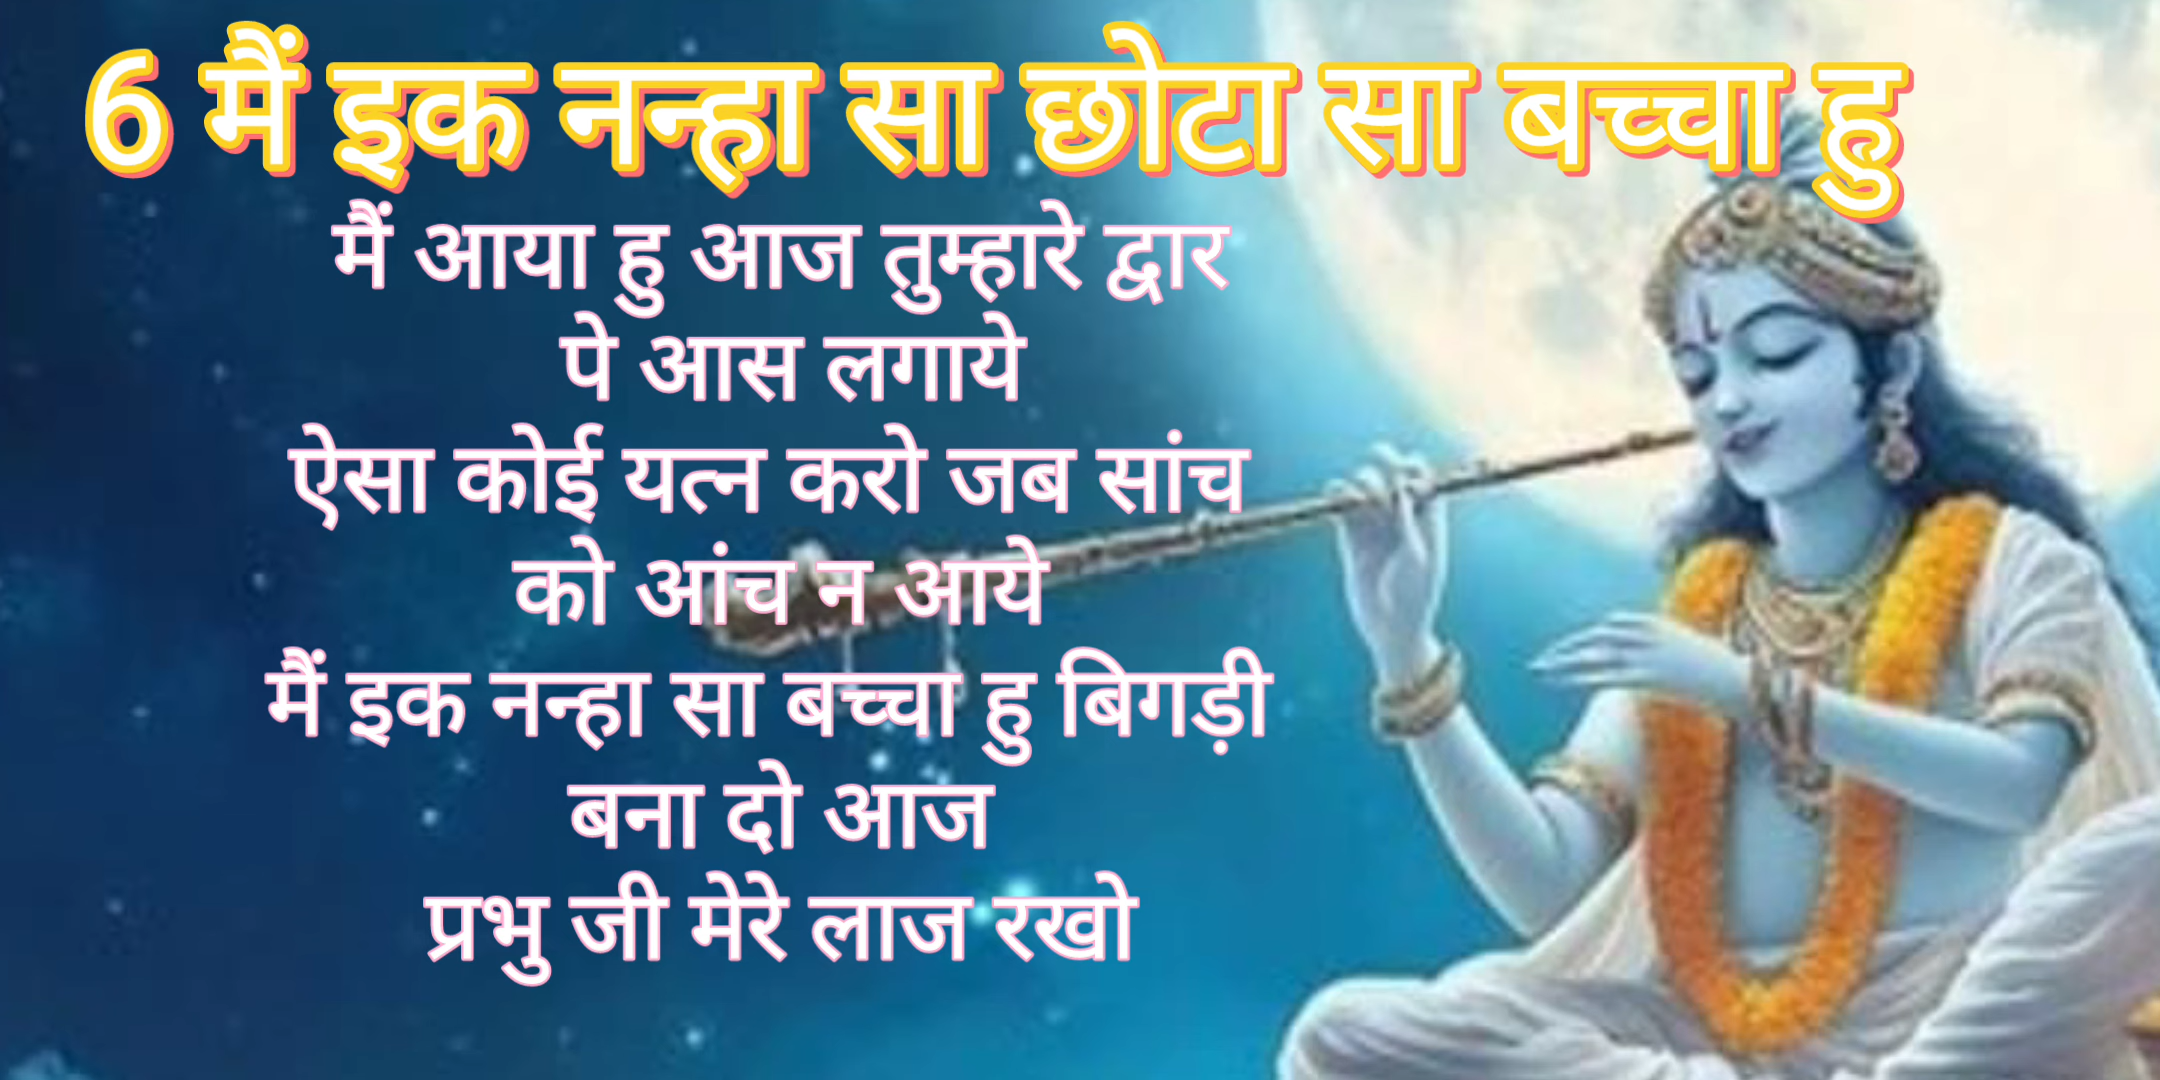 6 मैं इक नन्हा सा छोटा सा बच्चा हु
मैं आया हु आज तुम्हारे द्वार
पे आस लगाये
ऐसा कोई यत्न करो जब सांच
को आंच न आये
मैं इक नन्हा सा बच्चा हु बिगड़ी
बना दो आज
प्रभु जी मेरे लाज रखो